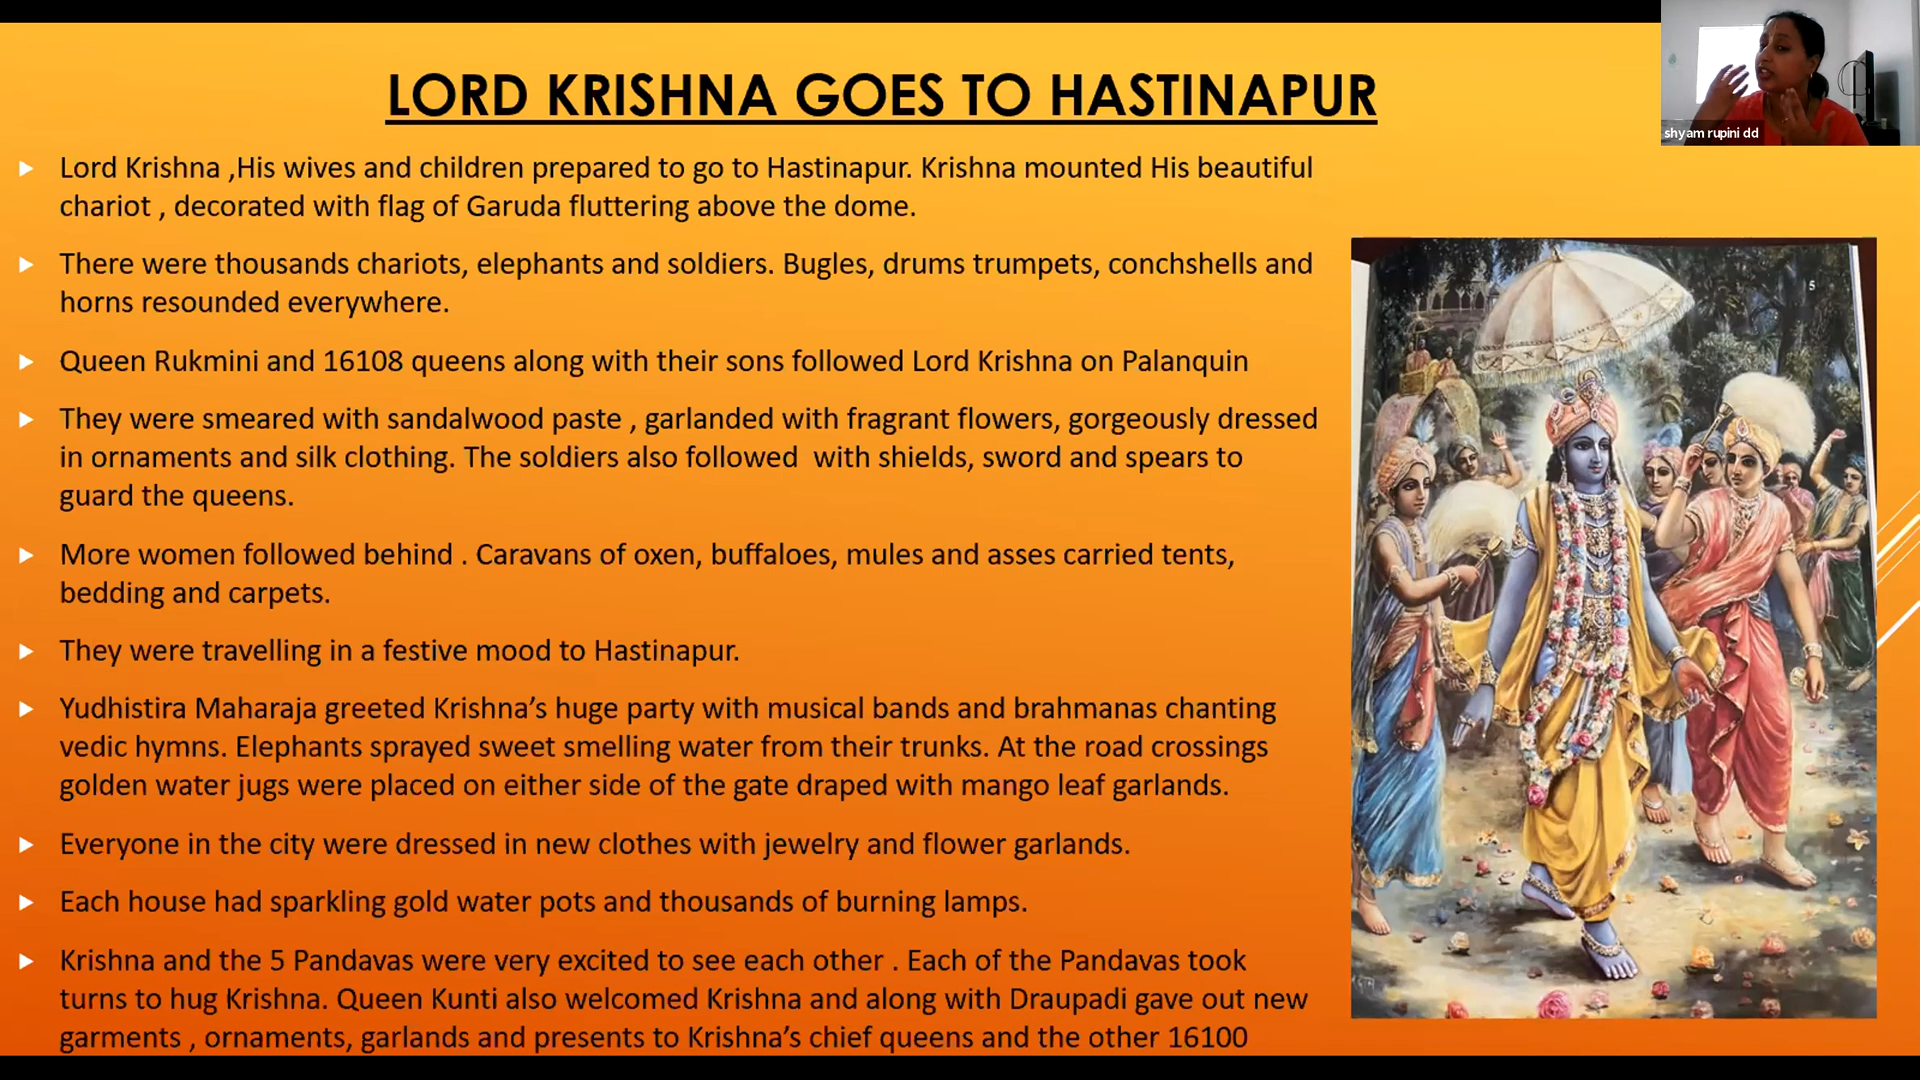 LORD KRISHNA GOES TO HASTINAPUR
shyam rupini dd
Lord Krishna ,His wives and children prepared to go to Hastinapur. Krishna mounted His beautiful
chariot , decorated with flag of Garuda fluttering above the dome.
There were thousands chariots, elephants and soldiers. Bugles, drums trumpets, conchshells and
horns resounded everywhere.
Queen Rukmini and 16108 queens along with their sons followed Lord Krishna on Palanquin
They were smeared with sandalwood paste , garlanded with fragrant flowers, gorgeously dressed
in ornaments and silk clothing. The soldiers also followed  with shields, sword and spears to
guard the queens.
More women followed behind . Caravans of oxen, buffaloes, mules and asses carried tents,
bedding and carpets.
They were travelling in a festive mood to Hastinapur.
Yudhistira Maharaja greeted Krishna’s huge party with musical bands and brahmanas chanting
vedic hymns. Elephants sprayed sweet smelling water from their trunks. At the road crossings
golden water jugs were placed on either side of the gate draped with mango leaf garlands.
Everyone in the city were dressed in new clothes with jewelry and flower garlands.
Each house had sparkling gold water pots and thousands of burning lamps.
Krishna and the 5 Pandavas were very excited to see each other . Each of the Pandavas took
turns to hug Krishna. Queen Kunti also welcomed Krishna and along with Draupadi gave out new
garments , ornaments, garlands and presents to Krishna’s chief queens and the other 16100
5